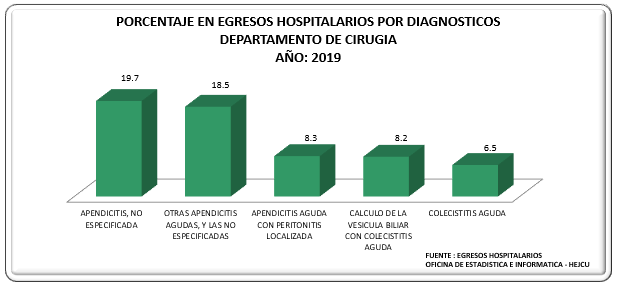 PORCENTAJE EN EGRESOS HOSPITALARIOS POR DIAGNOSTICOS
DEPARTAMENTO DE CIRUGIA
AÑO: 2019
19.7
18.5
8.3
8.2
6.5
APENDICITIS, NO
ESPECIFICADA
OTRAS APENDICITIS
AGUDAS, Y LAS NO
ESPECIFICADAS
APENDICITIS AGUDA
CON PERITONITIS
LOCALIZADA
CALCULO DE LA
VESICULA BILIAR
CON COLECISTITIS
AGUDA
COLECISTITIS AGUDA
FUENTE : EGRESOS HOSPITALARIOS
OFICINA DE ESTADISTICA E INFORMATICA - HEJCU